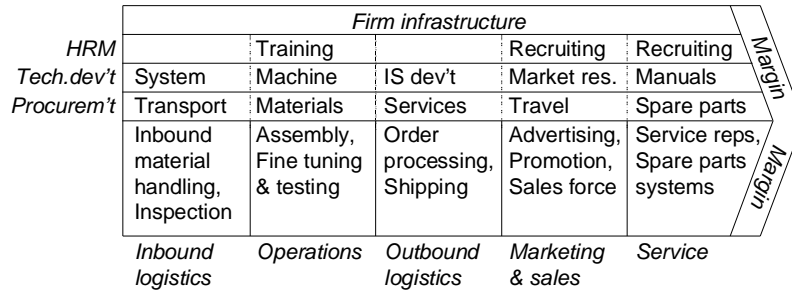 Firm infrastructure
HRM Training Recruiting Recruiting
Tech.dev't System Machine IS dev't Market res. Manuals
Procurem't Transport Materials Services Travel Spare parts
Inbound Assembly, Order Advertising, Service reps,
material Fine tuning processing, Promotion, Spare parts
handling, & testing Shipping Sales force systems
Inspection
Margin
Margin
Inbound Operations Outbound Marketing Service
logistics logistics & sales